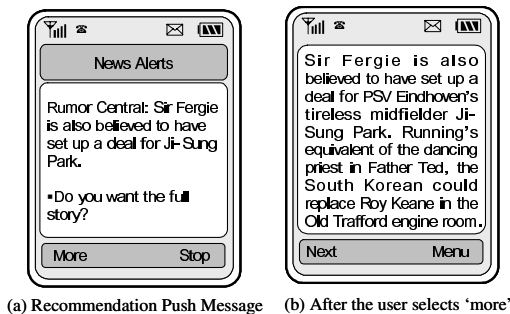 News Alerts
Rumor Central: Sir Fergie
is also believed to have
set up a deal for Ji-Sung
Park.
▪Do you want the full
story?
More Stop
(a) Recommendation Push Message
Sir Fergie is also
believed to have set up a
deal for PSV Eindhoven's
tireless midfielder Ji-
Sung Park. Running's
equivalent of the dancing
priest in Father Ted, the
South Korean could
replace Roy Keane in the
Old Trafford engine room.
Next Menu
(b) After the user selects ‘more’